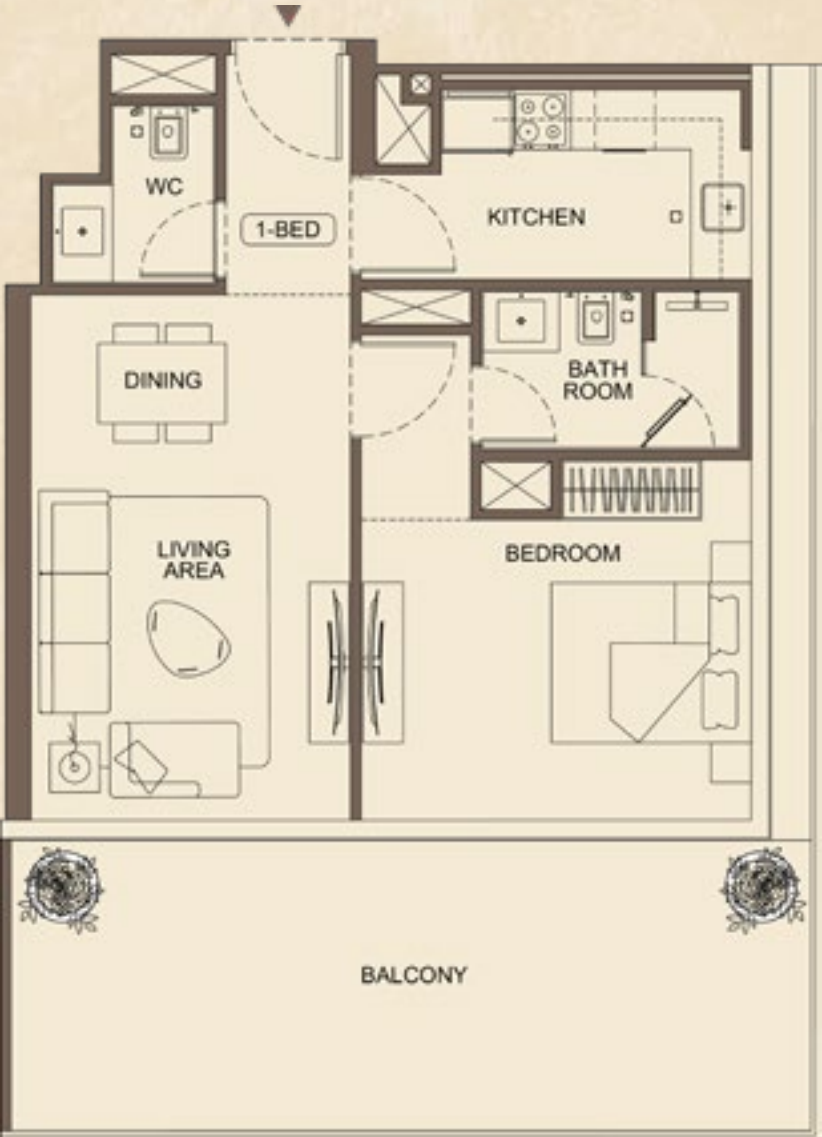 WC
1-BED
KITCHEN
DINING
BATH
ROOM
LIVING
AREA
BEDROOM
BALCONY